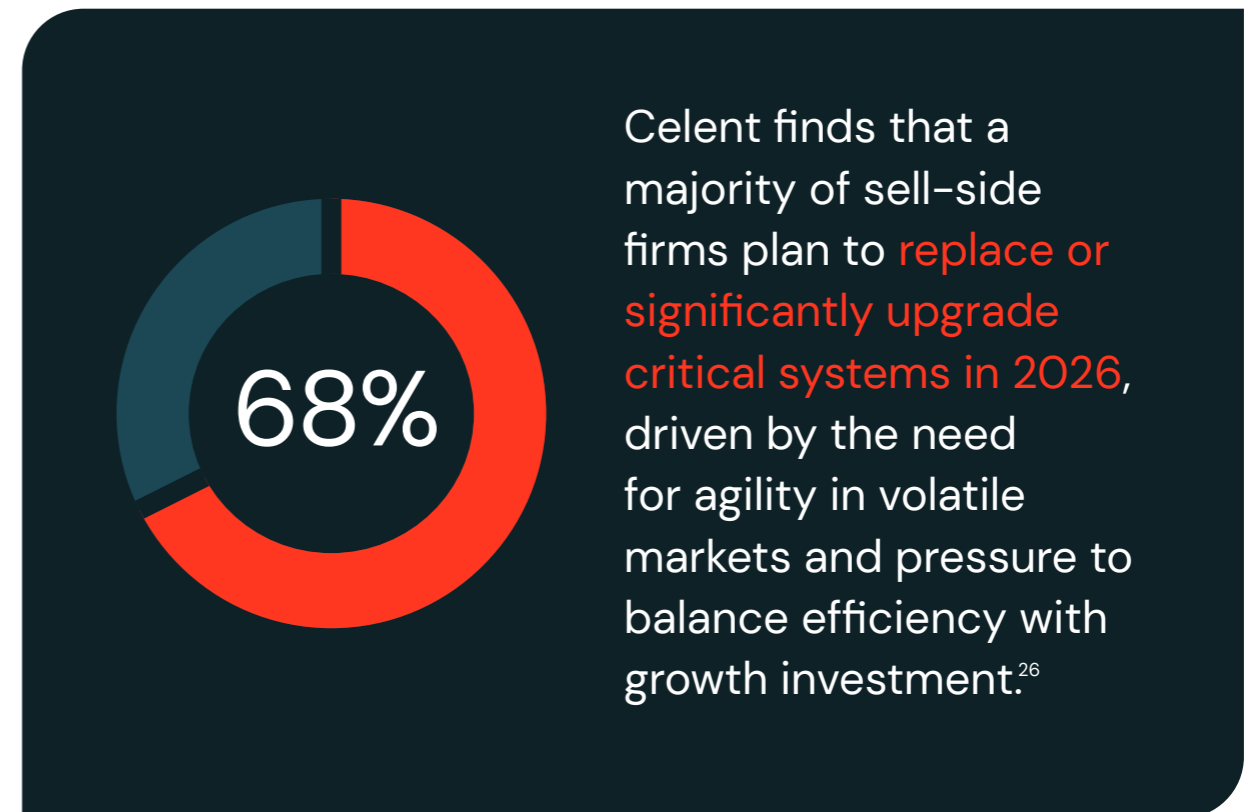 68%
Celent finds that a
majority of sell-side
firms plan to replace or
significantly upgrade
critical systems in 2026,
driven by the need
for agility in volatile
markets and pressure to
balance efficiency with
growth investment.26